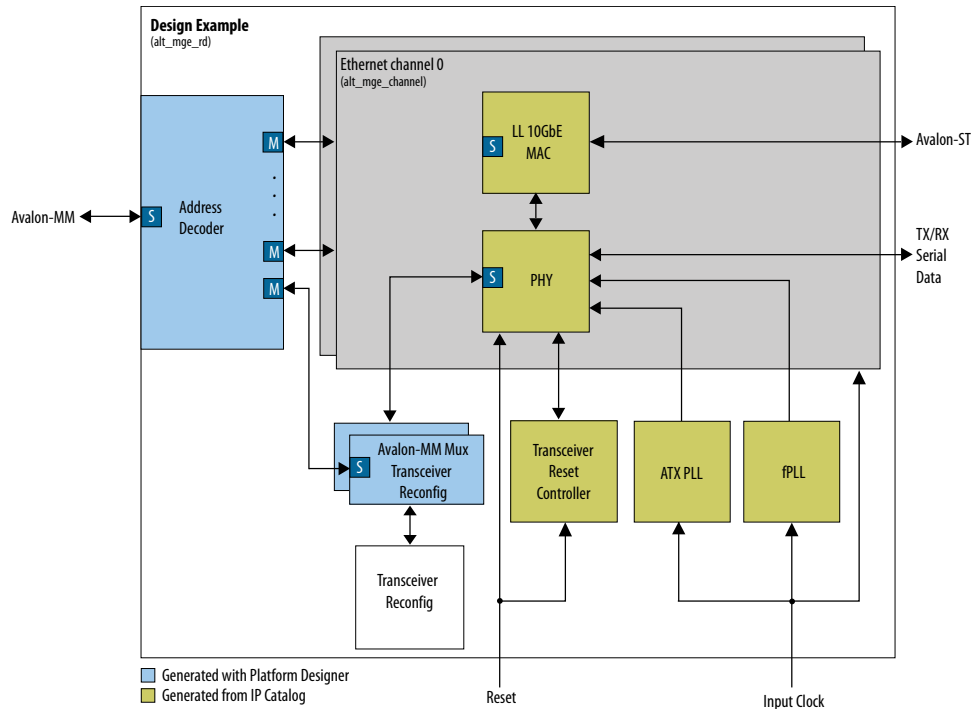 Design Example
(alt_mge_rd)
Ethernet channel 0
(alt_mge_channel)
LL 10GbE
MAC
S
M
Avalon-ST
.
.
.
Address
Decoder
S
Avalon-MM
M
M
PHY
S
TX/RX
Serial
Data
Avalon-MM Mux
Transceiver
Reconfig
S
Transceiver
Reset
Controller
ATX PLL
fPLL
Transceiver
Reconfig
Generated with Platform Designer
Generated from IP Catalog
Reset
Input Clock